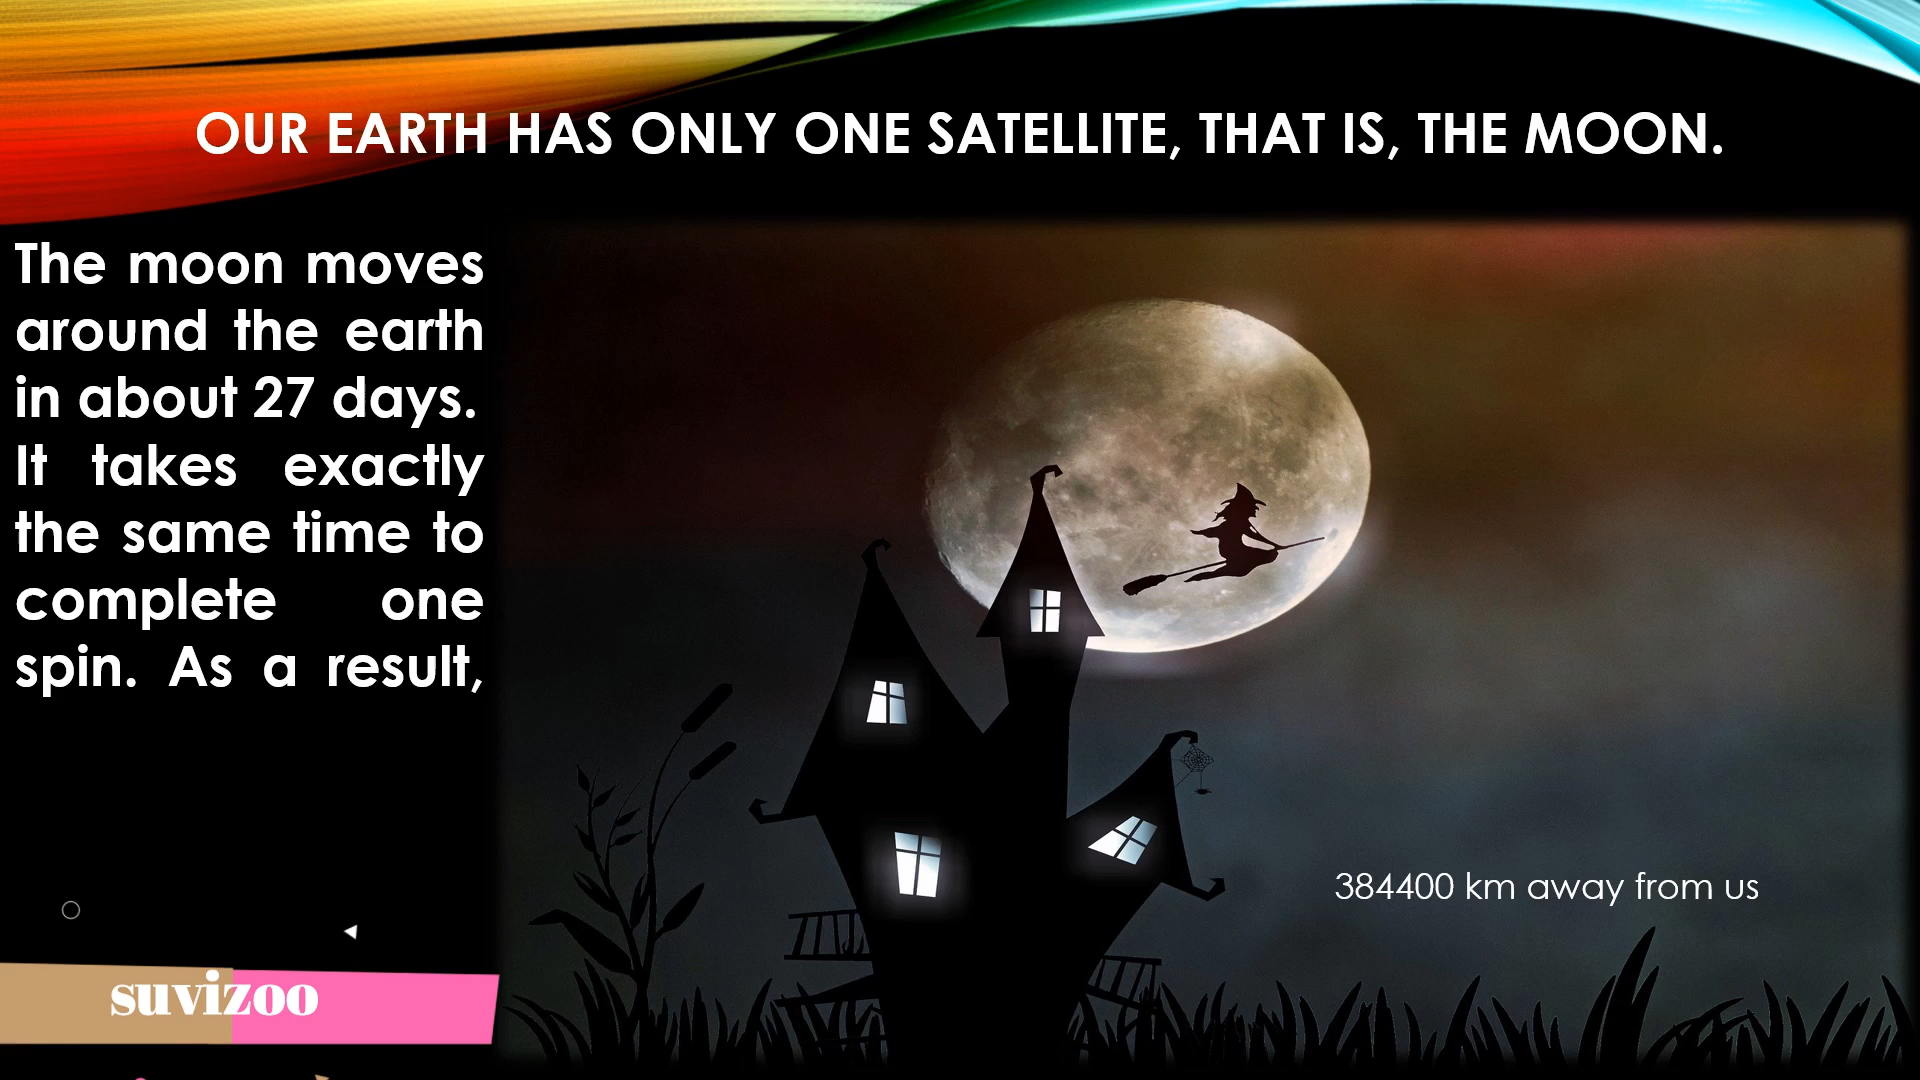 OUR EARTH HAS ONLY ONE SATELLITE, THAT IS, THE MOON.
The moon moves
around the earth
in about 27 days.
It takes exactly
the same time to
complete one
spin. As a result,
384400 km away from us
suvizoo